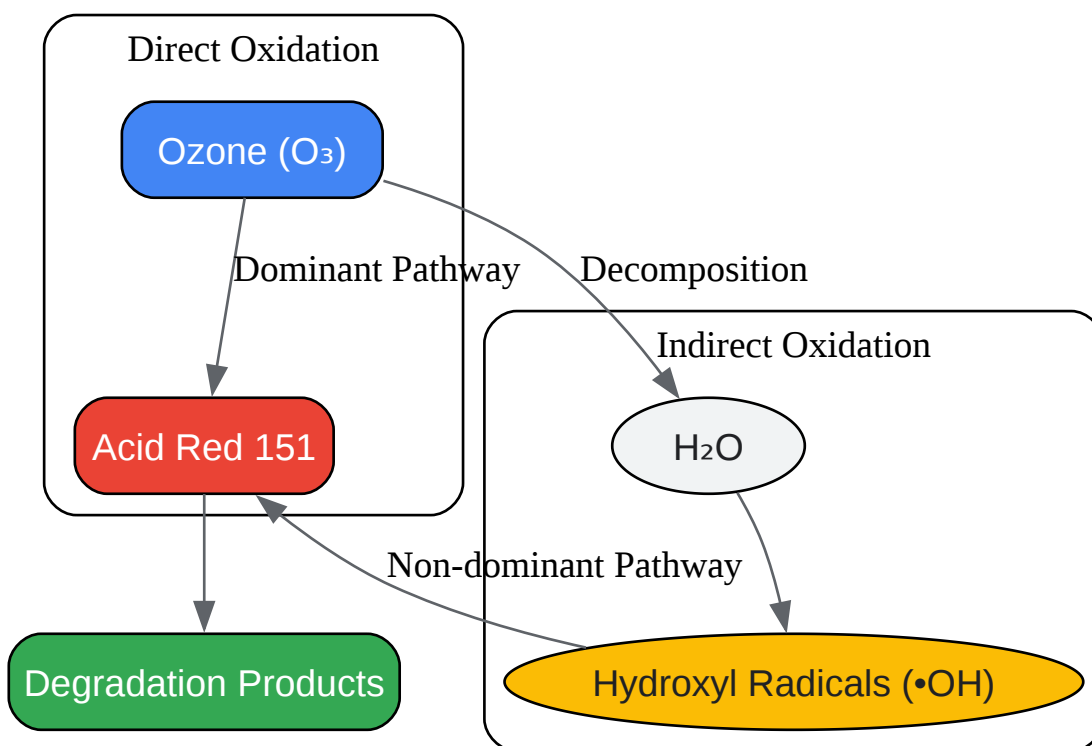 Direct Oxidation
Ozone (O₃)
Dominant Pathway
Decomposition
Indirect Oxidation
Acid Red 151
H₂O
Non-dominant Pathway
Degradation Products
Hydroxyl Radicals (•OH)